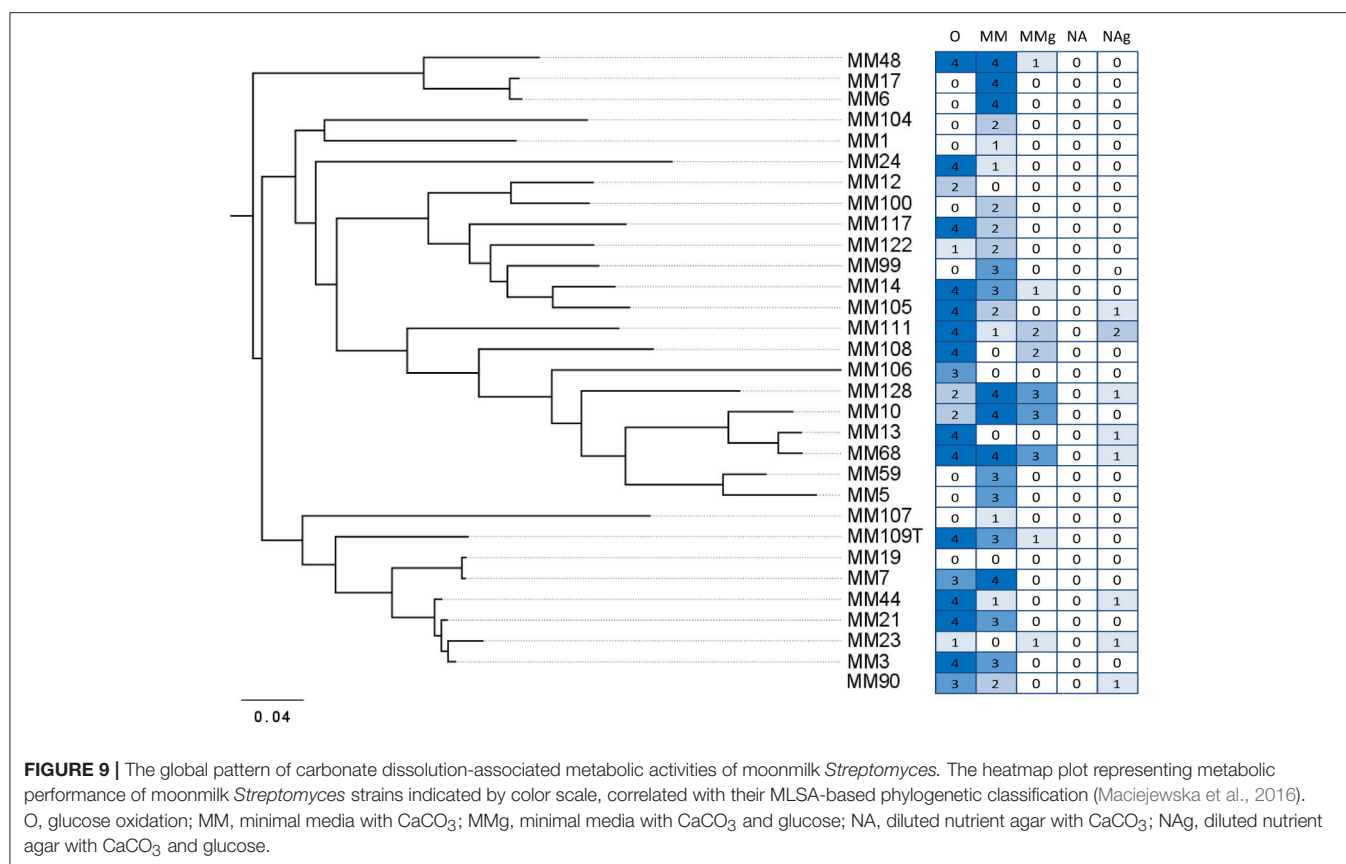 O MM MMg NA NAg
MM48 4 4 1 0 0
MM17 0 4 0 0 0
MM6 0 4 0 0 0
MM104 0 2 0 0 0
MM1 0 1 0 0 0
MM24 4 1 0 0 0
MM12 2 0 0 0 0
MM100 0 2 0 0 0
MM117 4 2 0 0 0
MM122 1 2 0 0 0
MM99 0 3 0 0 0
MM14 4 3 1 0 0
MM105 4 2 0 0 1
MM111 4 1 2 0 2
MM108 4 0 2 0 0
MM106 3 0 0 0 0
MM128 2 4 3 0 1
MM10 2 4 3 0 0
MM13 4 0 0 0 1
MM68 4 4 3 0 1
MM59 0 3 0 0 0
MM5 0 3 0 0 0
MM107 0 1 0 0 0
MM109T 4 3 1 0 0
MM19 0 0 0 0 0
MM7 3 4 0 0 0
MM44 4 1 0 0 1
MM21 4 3 0 0 0
MM23 1 0 1 0 1
MM3 4 3 0 0 0
MM90 3 2 0 0 1
0.04
FIGURE 9 | The global pattern of carbonate dissolution-associated metabolic activities of moonmilk Streptomyces. The heatmap plot representing metabolic
performance of moonmilk Streptomyces strains indicated by color scale, correlated with their MLSA-based phylogenetic classification (Maciejewska et al., 2016).
O, glucose oxidation; MM, minimal media with CaCO₃; MMg, minimal media with CaCO₃ and glucose; NA, diluted nutrient agar with CaCO₃; NAg, diluted nutrient
agar with CaCO₃ and glucose.